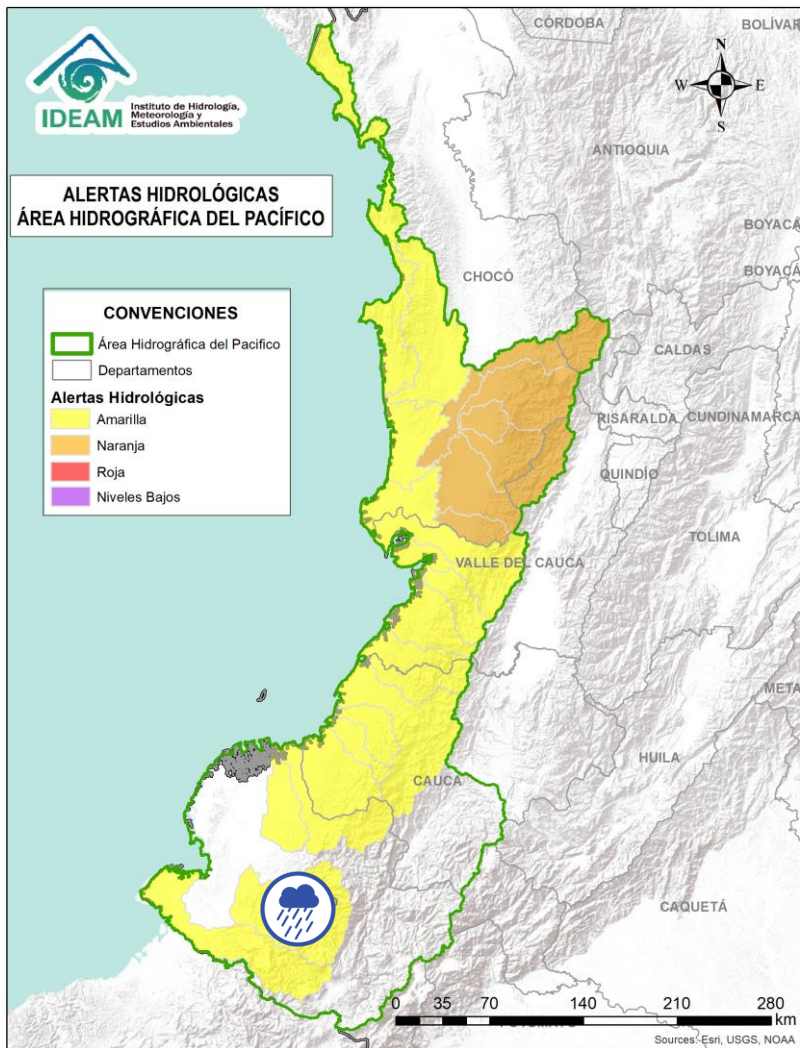 IDEAM
Instituto de Hidrología,
Meteorología y
Estudios Ambientales
ALERTAS HIDROLÓGICAS
ÁREA HIDROGRÁFICA DEL PACÍFICO
CONVENCIONES
Área Hidrográfica del Pacifico
Departamentos
Alertas Hidrológicas
Amarilla
Naranja
Roja
Niveles Bajos
N
W E
S
CÓRDOBA
BOLÍVAR
ANTIOQUIA
BOYACÁ
BOYACÁ
CHOCÓ
CALDAS
RISARALDA
CUNDINAMARCA
QUINDÍO
TOLIMA
VALLE DEL CAUCA
META
HUILA
CAUCA
CAQUETÁ
0 35 70 140 210 280
km
Sources: Esri, USGS, NOAA